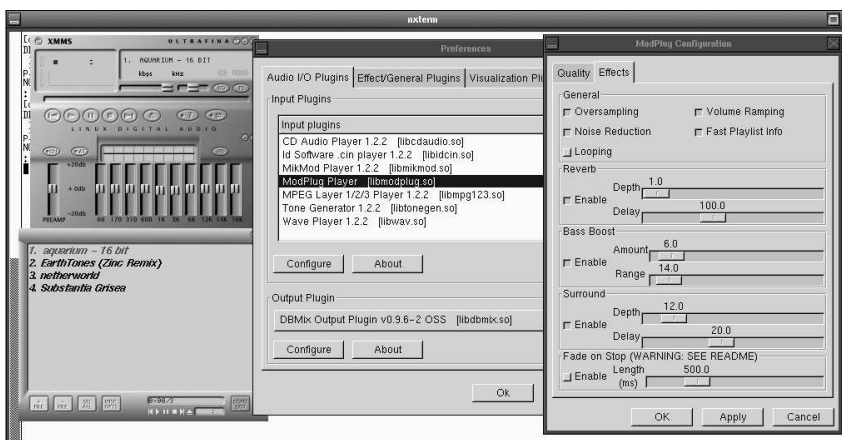 nxterm
XMMS
ULTRAFINA
1. AQUARIUM - 16 BIT
kbps kHz
LINUX DIGITAL AUDIO
+20db
+ 0db
-20db
PREAMP 60 170 310 600 1K 3K 6K 12K 14K 16K
1. aquarium - 16 bit
2. EarthTones (Zinc Remix)
3. netherworld
4. Substantia Grisea
Preferences
Audio I/O Plugins Effect/General Plugins Visualization Plu
Input Plugins
Input plugins
CD Audio Player 1.2.2 [libcdaudio.so]
Id Software .cin player 1.2.2 [libidcin.so]
MikMod Player 1.2.2 [libmikmod.so]
ModPlug Player [libmodplug.so]
MPEG Layer 1/2/3 Player 1.2.2 [libmpg123.so]
Tone Generator 1.2.2 [libtonegen.so]
Wave Player 1.2.2 [libwav.so]
Configure About
Output Plugin
DBMix Output Plugin v0.9.6-2 OSS [libdbmix.so]
Configure About
Ok
ModPlug Configuration
Quality Effects
General
Oversampling Volume Ramping
Noise Reduction Fast Playlist Info
Looping
Reverb
Enable
Depth 1.0
Delay 100.0
Bass Boost
Enable
Amount 6.0
Range 14.0
Surround
Enable
Depth 12.0
Delay 20.0
Fade on Stop (WARNING: SEE README)
Enable
Length (ms) 500.0
OK Apply Cancel